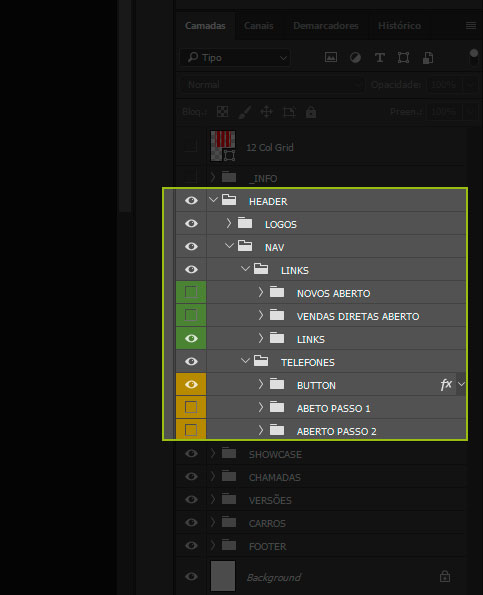 Camadas Canais Demarcadores Histórico
Tipo T
Normal Opacidade: 100%
Bloq.: Preen.: 100%
12 Col Grid
_INFO
HEADER
LOGOS
NAV
LINKS
NOVOS ABERTO
VENDAS DIRETAS ABERTO
LINKS
TELEFONES
BUTTON fx
ABETO PASSO 1
ABERTO PASSO 2
SHOWCASE
CHAMADAS
VERSÕES
CARROS
FOOTER
Background